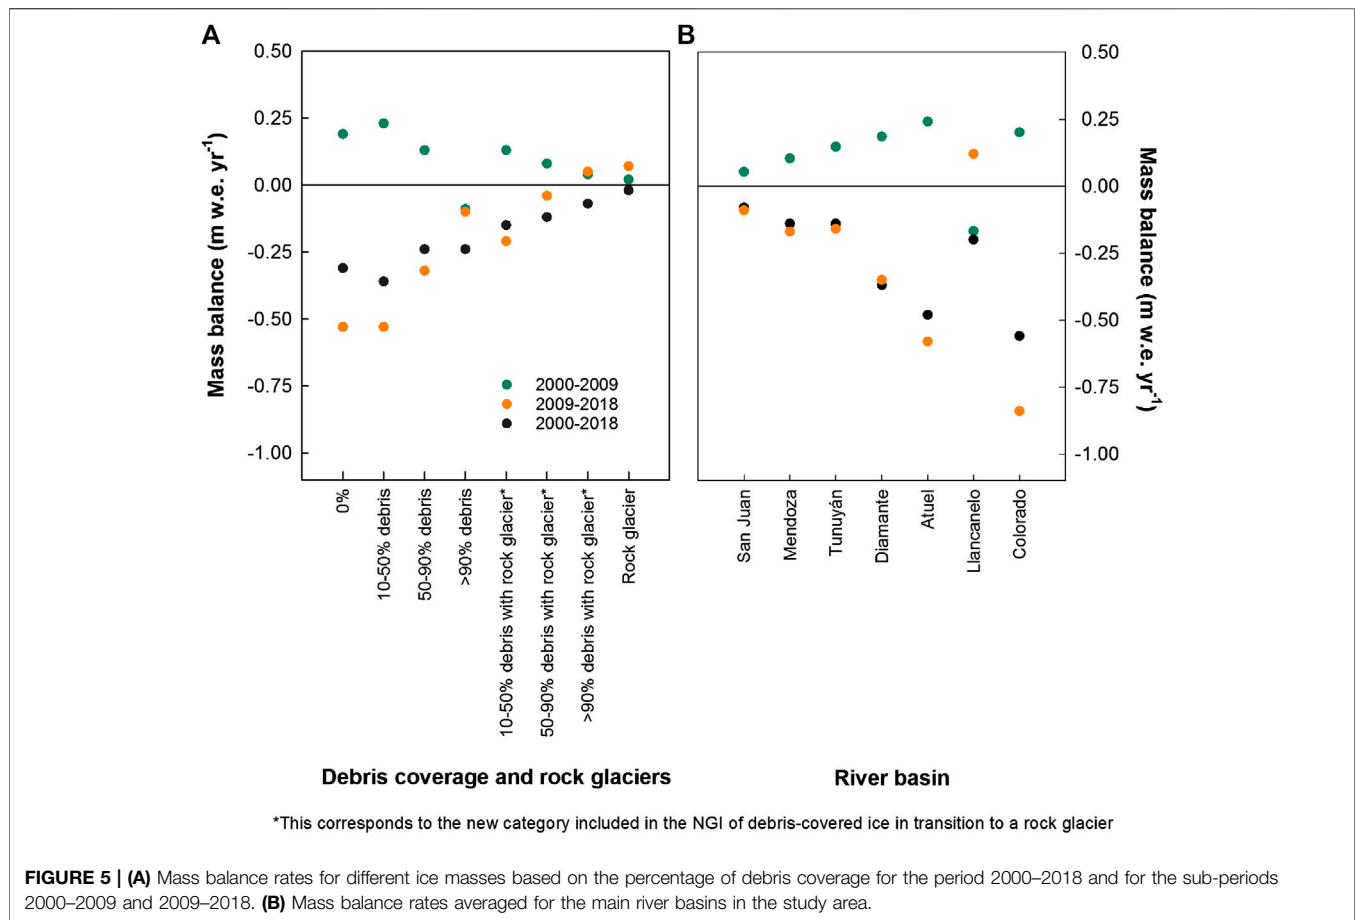 A
B
0.50
0.25
0.00
-0.25
-0.50
-0.75
-1.00
Mass balance (m w.e. yr-1)
2000-2009
2009-2018
2000-2018
0%
10-50% debris
50-90% debris
>90% debris
10-50% debris with rock glacier*
50-90% debris with rock glacier*
>90% debris with rock glacier*
Rock glacier
Debris coverage and rock glaciers
0.50
0.25
0.00
-0.25
-0.50
-0.75
-1.00
Mass balance (m w.e. yr-1)
San Juan
Mendoza
Tunuyán
Diamante
Atuel
Llancanelo
Colorado
River basin
*This corresponds to the new category included in the NGI of debris-covered ice in transition to a rock glacier
FIGURE 5 | (A) Mass balance rates for different ice masses based on the percentage of debris coverage for the period 2000–2018 and for the sub-periods
2000–2009 and 2009–2018. (B) Mass balance rates averaged for the main river basins in the study area.